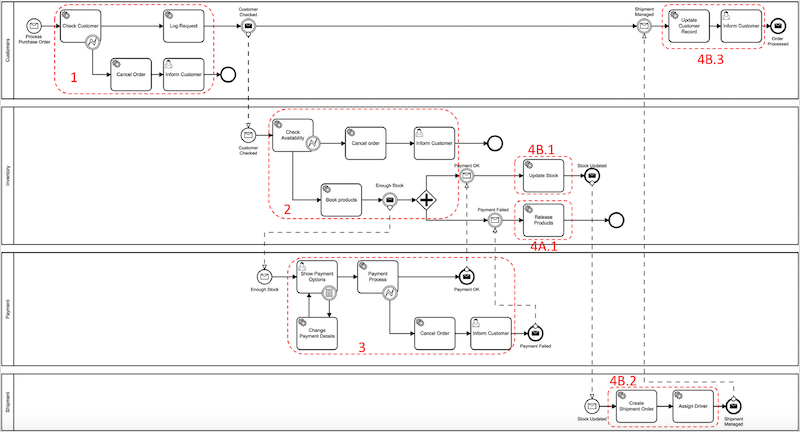 Customers
Process
Purchase Order
Check Customer
Log Request
Customer
Checked
Cancel Order
Inform Customer
1
Shipment
Managed
Update
Customer
Record
Inform Customer
Order
Processed
4B.3
Inventory
Customer
Checked
Check
Availability
Cancel order
Inform Customer
Book products
Enough Stock
2
Payment OK
4B.1
Update Stock
Stock Updated
Payment Failed
Release
Products
4A.1
Payment
Enough Stock
Show Payment
Options
Payment
Process
Payment OK
Change
Payment Details
Cancel Order
Inform Customer
Payment Failed
3
Shipment
4B.2
Stock Updated
Create
Shipment Order
Assign Driver
Shipment
Managed